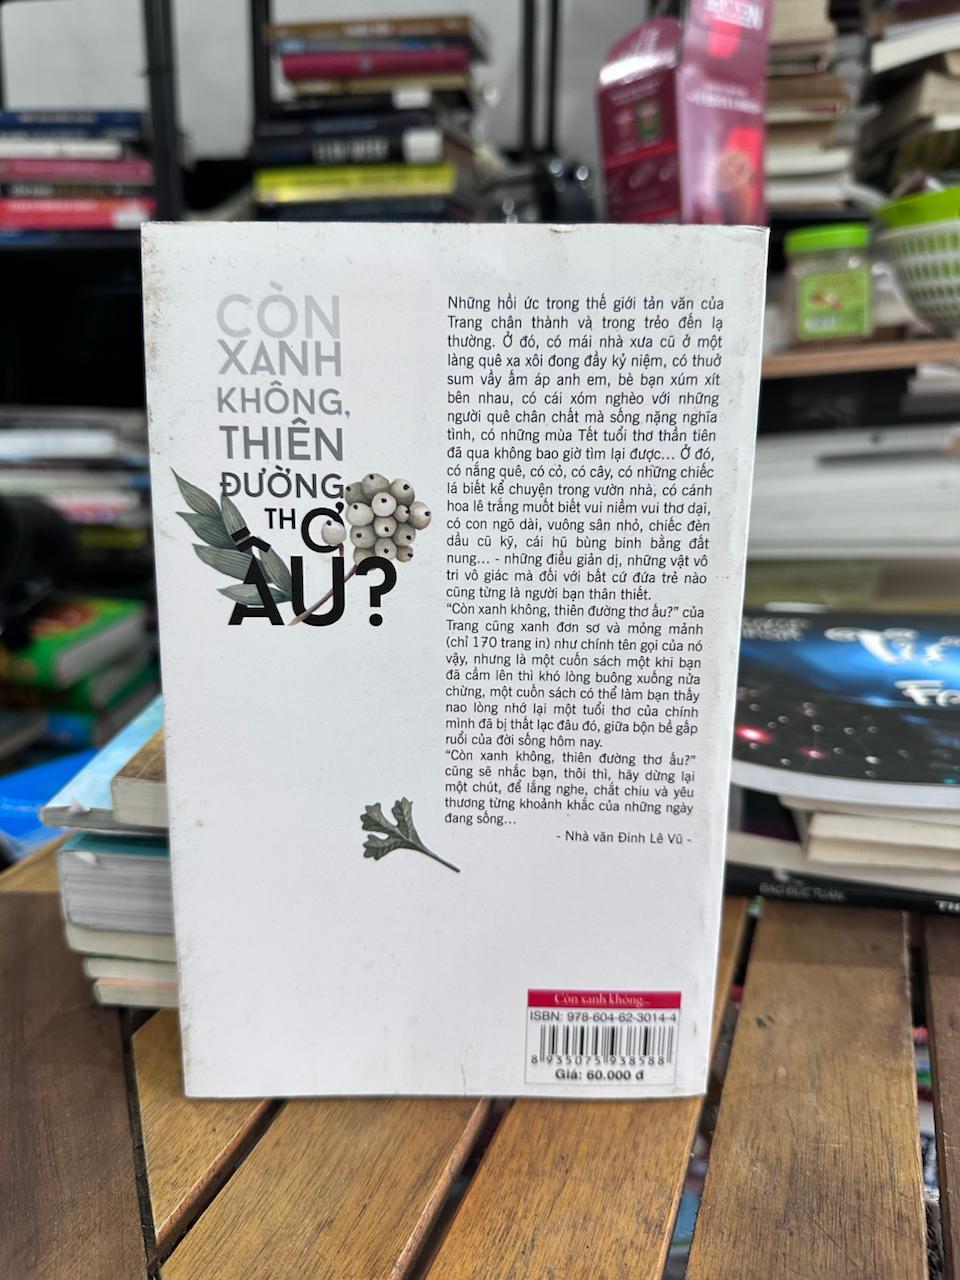 CÒN
XANH
KHÔNG,
THIÊN
ĐƯỜNG
THƠ
ẤU?
Những hồi ức trong thế giới tản văn của
Trang chân thành và trong trẻo đến lạ
thường. Ở đó, có mái nhà xưa cũ ở một
làng quê xa xôi đong đầy kỷ niệm, có thuở
sum vầy ấm áp anh em, bè bạn xúm xít
bên nhau, có cái xóm nghèo với những
người quê chân chất mà sống nặng nghĩa
tình, có những mùa Tết tuổi thơ thần tiên
đã qua không bao giờ tìm lại được... Ở đó,
có nắng quê, có cỏ, có cây, có những chiếc
lá biết kể chuyện trong vườn nhà, có cánh
hoa lê trắng muốt biết vui niềm vui thơ dại,
có con ngõ dài, vuông sân nhỏ, chiếc đèn
dầu cũ kỹ, cái hũ bùng binh bằng đất
nung... - những điều giản dị, những vật vô
tri vô giác mà đối với bất cứ đứa trẻ nào
cũng từng là người bạn thân thiết.
“Còn xanh không, thiên đường thơ ấu?” của
Trang cũng xanh đơn sơ và mỏng mảnh
(chỉ 170 trang in) như chính tên gọi của nó
vậy, nhưng là một cuốn sách một khi bạn
đã cầm lên thì khó lòng buông xuống nửa
chừng, một cuốn sách có thể làm bạn thấy
nao lòng nhớ lại một tuổi thơ của chính
mình đã bị thất lạc đâu đó, giữa bộn bề gấp
ruổi của đời sống hôm nay.
“Còn xanh không, thiên đường thơ ấu?”
cũng sẽ nhắc bạn, thôi thì, hãy dừng lại
một chút, để lắng nghe, chắt chiu và yêu
thương từng khoảnh khắc của những ngày
đang sống...
- Nhà văn Đinh Lê Vũ -
Còn xanh không...
ISBN: 978-604-62-3014-4
8 935075 938588
Giá: 60.000 đ
ĐÀO ĐỨC TUẤN